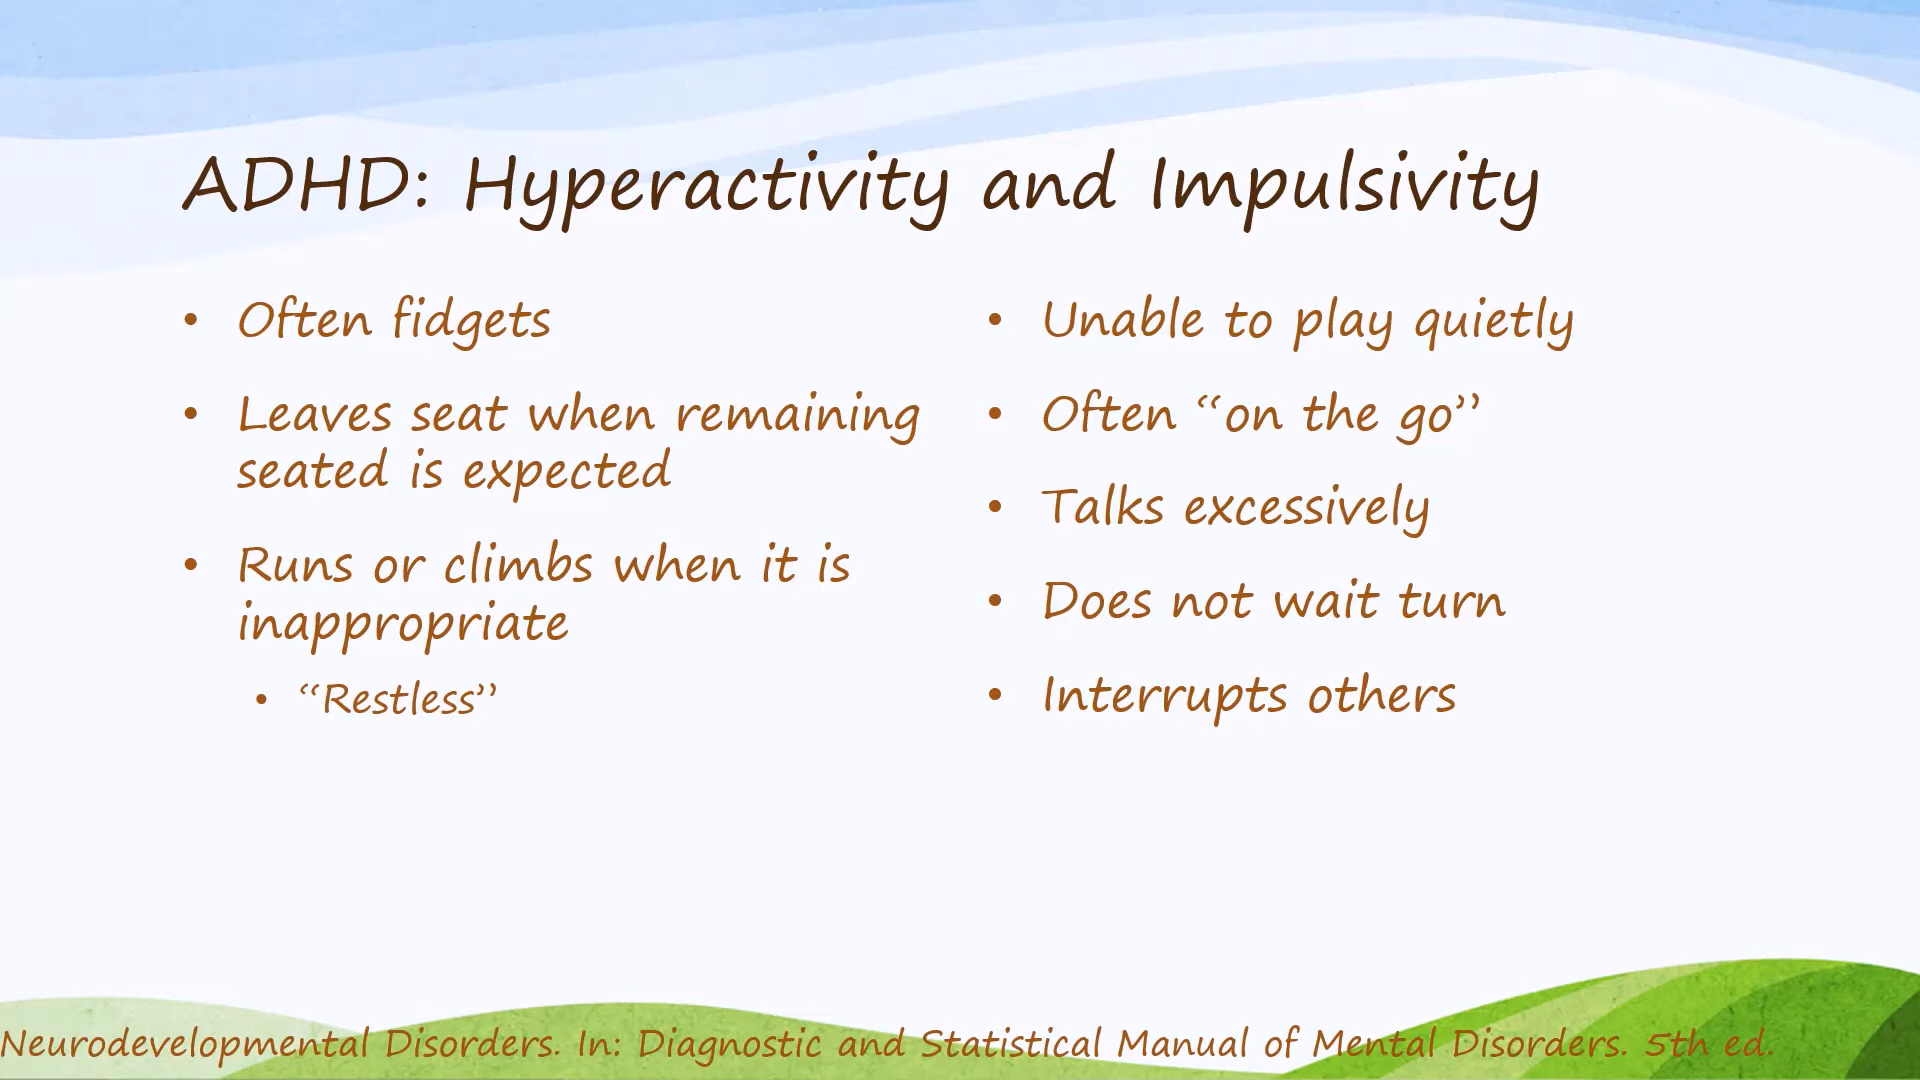 ADHD: Hyperactivity and Impulsivity
• Often fidgets
• Leaves seat when remaining
seated is expected
• Runs or climbs when it is
inappropriate
• “Restless”
• Unable to play quietly
• Often “on the go”
• Talks excessively
• Does not wait turn
• Interrupts others
Neurodevelopmental Disorders. In: Diagnostic and Statistical Manual of Mental Disorders. 5th ed.